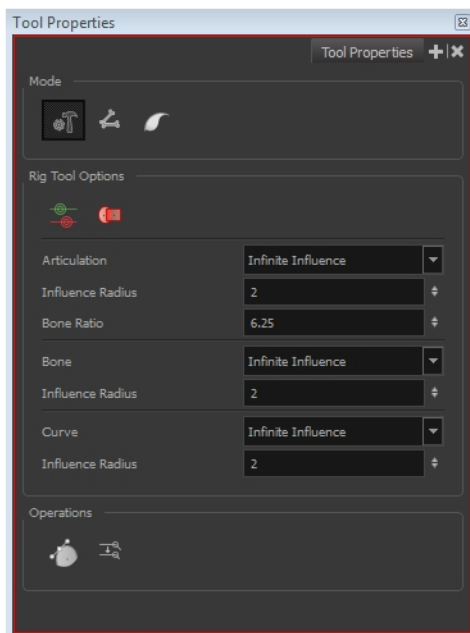 Tool Properties
Tool Properties
Mode
Rig Tool Options
Articulation Infinite Influence
Influence Radius 2
Bone Ratio 6.25
Bone Infinite Influence
Influence Radius 2
Curve Infinite Influence
Influence Radius 2
Operations